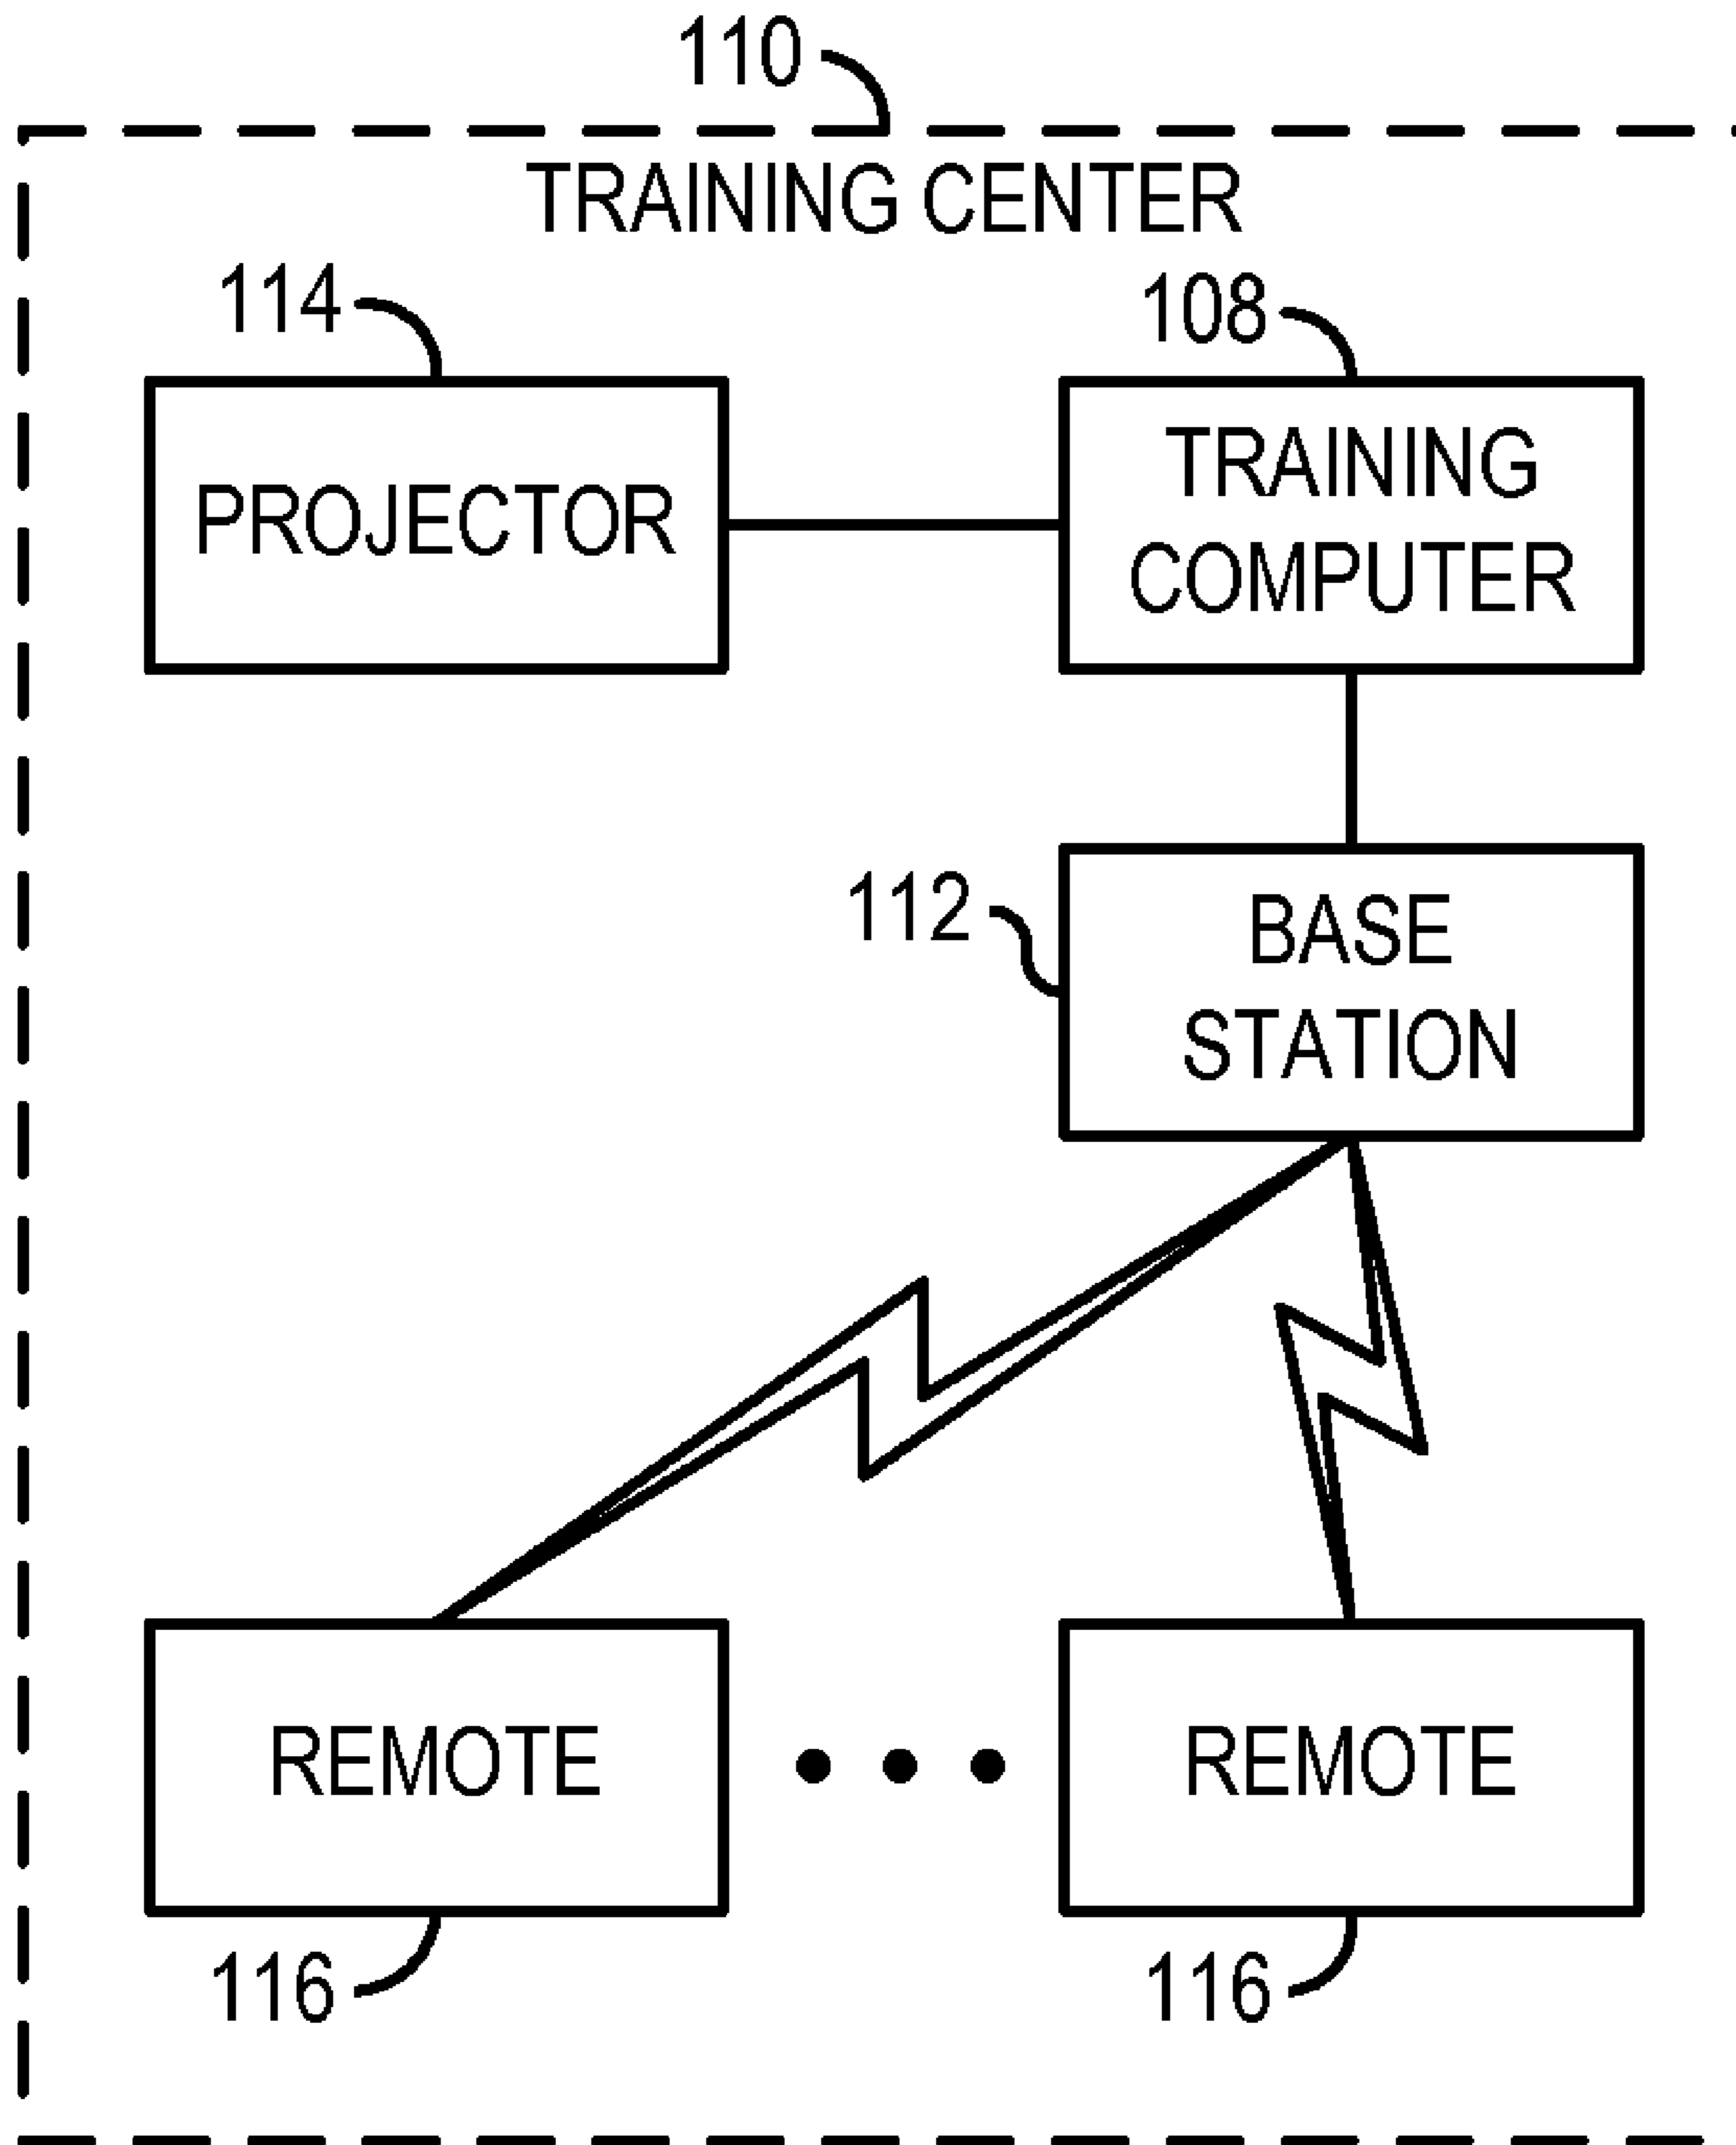 110
TRAINING CENTER
114
108
PROJECTOR
TRAINING
COMPUTER
112
BASE
STATION
REMOTE
REMOTE
116
116